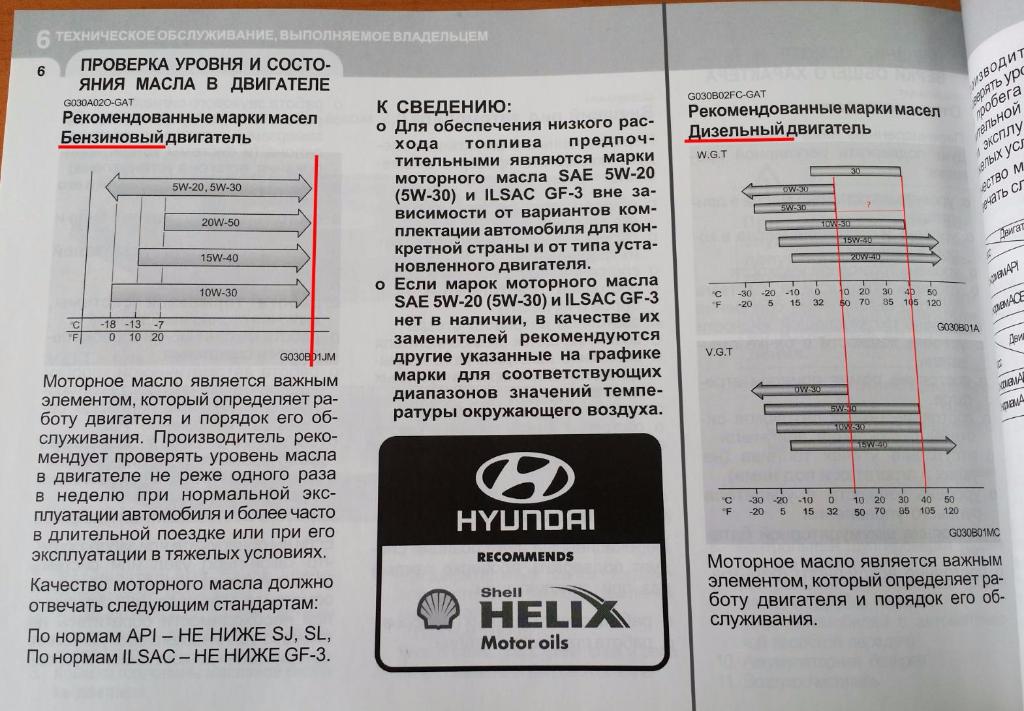 6 ТЕХНИЧЕСКОЕ ОБСЛУЖИВАНИЕ, ВЫПОЛНЯЕМОЕ ВЛАДЕЛЬЦЕМ
6
ПРОВЕРКА УРОВНЯ И СОСТО-
ЯНИЯ МАСЛА В ДВИГАТЕЛЕ
G030A02O-GAT
Рекомендованные марки масел
Бензиновый двигатель
5W-20, 5W-30
20W-50
15W-40
10W-30
°C -18 -13 -7
°F 0 10 20
G030B01JM
Моторное масло является важным
элементом, который определяет ра-
боту двигателя и порядок его об-
служивания. Производитель реко-
мендует проверять уровень масла
в двигателе не реже одного раза
в неделю при нормальной экс-
плуатации автомобиля и более часто
в длительной поездке или при его
эксплуатации в тяжелых условиях.
Качество моторного масла должно
отвечать следующим стандартам:
По нормам API – НЕ НИЖЕ SJ, SL,
По нормам ILSAC – НЕ НИЖЕ GF-3.
К СВЕДЕНИЮ:
о Для обеспечения низкого рас-
хода топлива предпоч-
тительными являются марки
моторного масла SAE 5W-20
(5W-30) и ILSAC GF-3 вне за-
висимости от вариантов ком-
плектации автомобиля для кон-
кретной страны и от типа уста-
новленного двигателя.
о Если марок моторного масла
SAE 5W-20 (5W-30) и ILSAC GF-3
нет в наличии, в качестве их
заменителей рекомендуются
другие указанные на графике
марки для соответствующих
диапазонов значений темпе-
ратуры окружающего воздуха.
HYUNDAI
RECOMMENDS
Shell
HELIX
Motor oils
G030B02FC-GAT
Рекомендованные марки масел
Дизельный двигатель
W.G.T
30
0W-30
5W-30 ?
10W-30
15W-40
20W-40
°C -30 -20 -10 0 10 20 30 40 50
°F -20 -5 15 32 50 70 85 105 120
G030B01A
V.G.T
0W-30
5W-30
10W-30
15W-40
°C -30 -20 -10 0 10 20 30 40 50
°F -20 -5 15 32 50 70 85 105 120
G030B01MC
Моторное масло является важным
элементом, который определяет ра-
боту двигателя и порядок его об-
служивания.